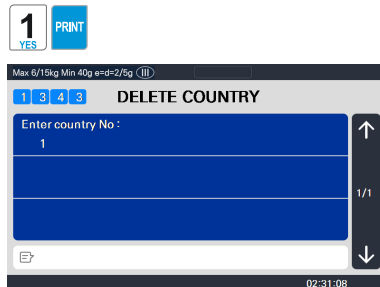 1
YES
PRINT
Max 6/15kg Min 40g e=d=2/5g III
1 3 4 3 DELETE COUNTRY
Enter country No :
1
1/1
02:31:08